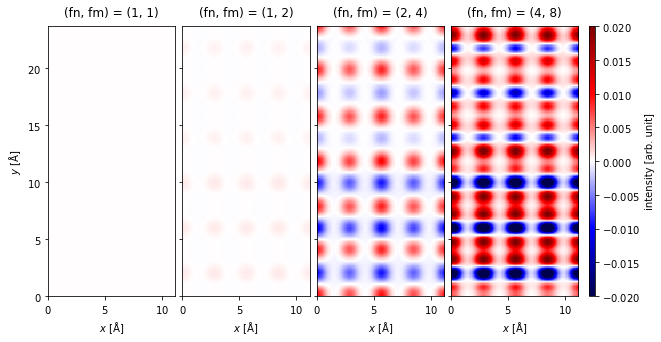 (fn, fm) = (1, 1)
(fn, fm) = (1, 2)
(fn, fm) = (2, 4)
(fn, fm) = (4, 8)
y [Å]
20
15
10
5
0
0 5 10
x [Å]
0 5 10
x [Å]
0 5 10
x [Å]
0 5 10
x [Å]
0.020
0.015
0.010
0.005
0.000
−0.005
−0.010
−0.015
−0.020
intensity [arb. unit]